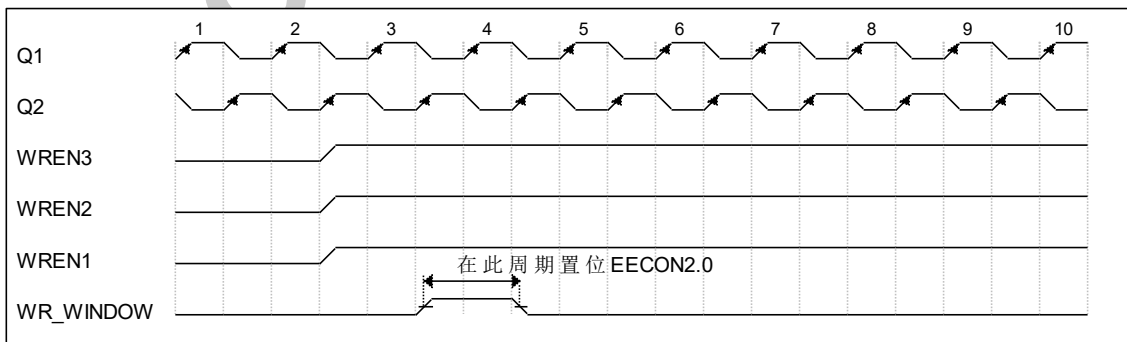 1 2 3 4 5 6 7 8 9 10
Q1
Q2
WREN3
WREN2
WREN1
在此周期置位EECON2.0
WR_WINDOW